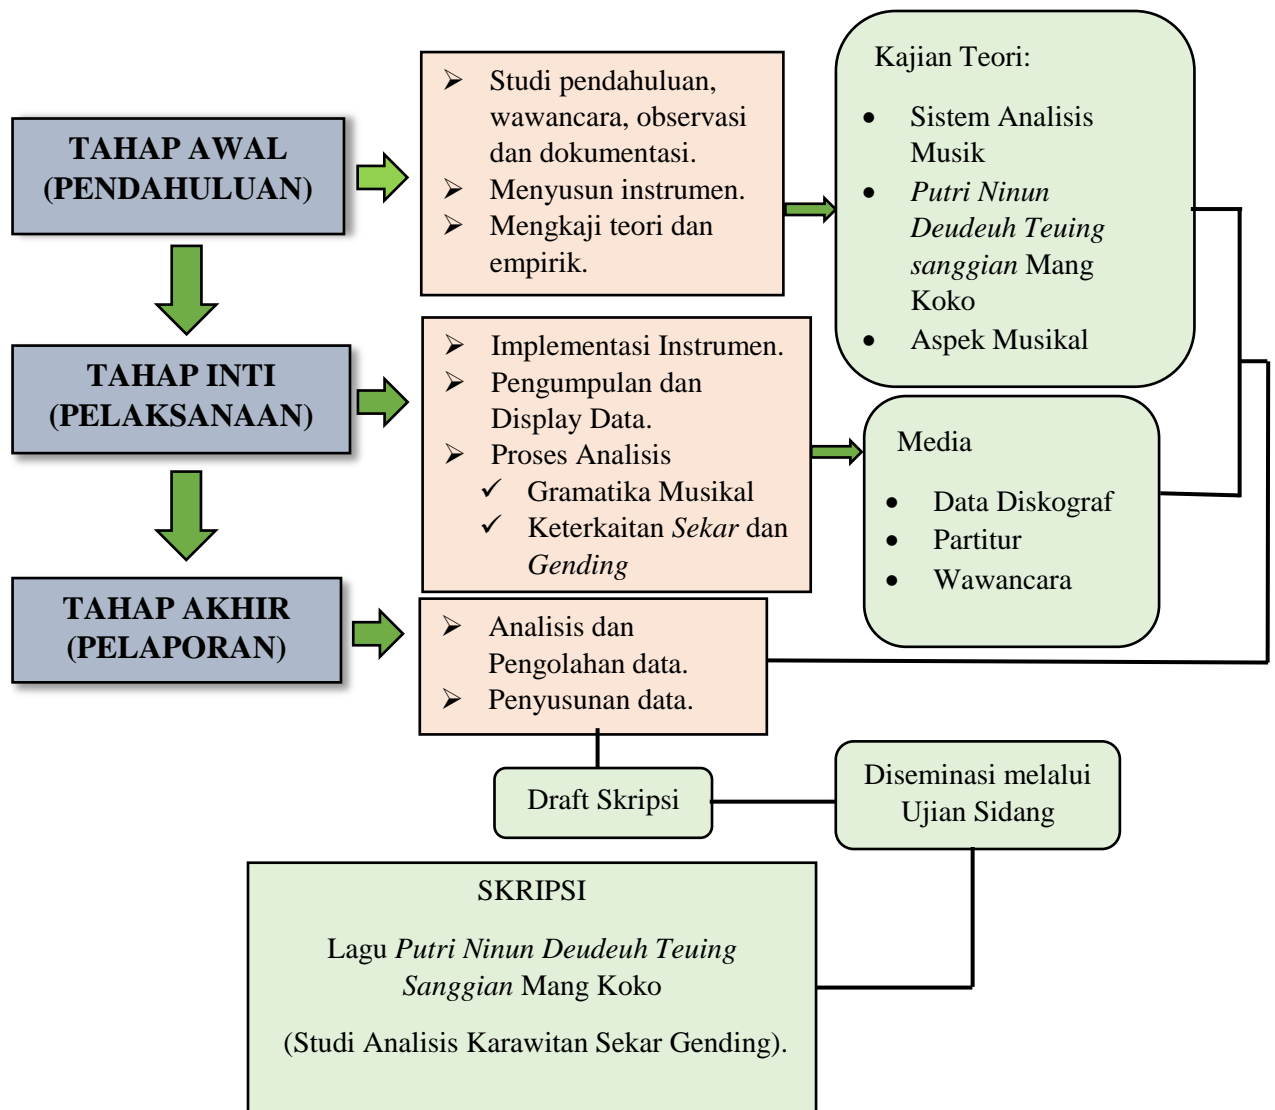 TAHAP AWAL
(PENDAHULUAN)
➢ Studi pendahuluan,
wawancara, observasi
dan dokumentasi.
➢ Menyusun instrumen.
➢ Mengkaji teori dan
empirik.
Kajian Teori:
• Sistem Analisis
Musik
• Putri Ninun
Deudeuh Teuing
sanggian Mang
Koko
• Aspek Musikal
TAHAP INTI
(PELAKSANAAN)
➢ Implementasi Instrumen.
➢ Pengumpulan dan
Display Data.
➢ Proses Analisis
✓ Gramatika Musikal
✓ Keterkaitan Sekar dan
Gending
Media
• Data Diskograf
• Partitur
• Wawancara
TAHAP AKHIR
(PELAPORAN)
➢ Analisis dan
Pengolahan data.
➢ Penyusunan data.
Draft Skripsi
Diseminasi melalui
Ujian Sidang
SKRIPSI
Lagu Putri Ninun Deudeuh Teuing
Sanggian Mang Koko
(Studi Analisis Karawitan Sekar Gending).